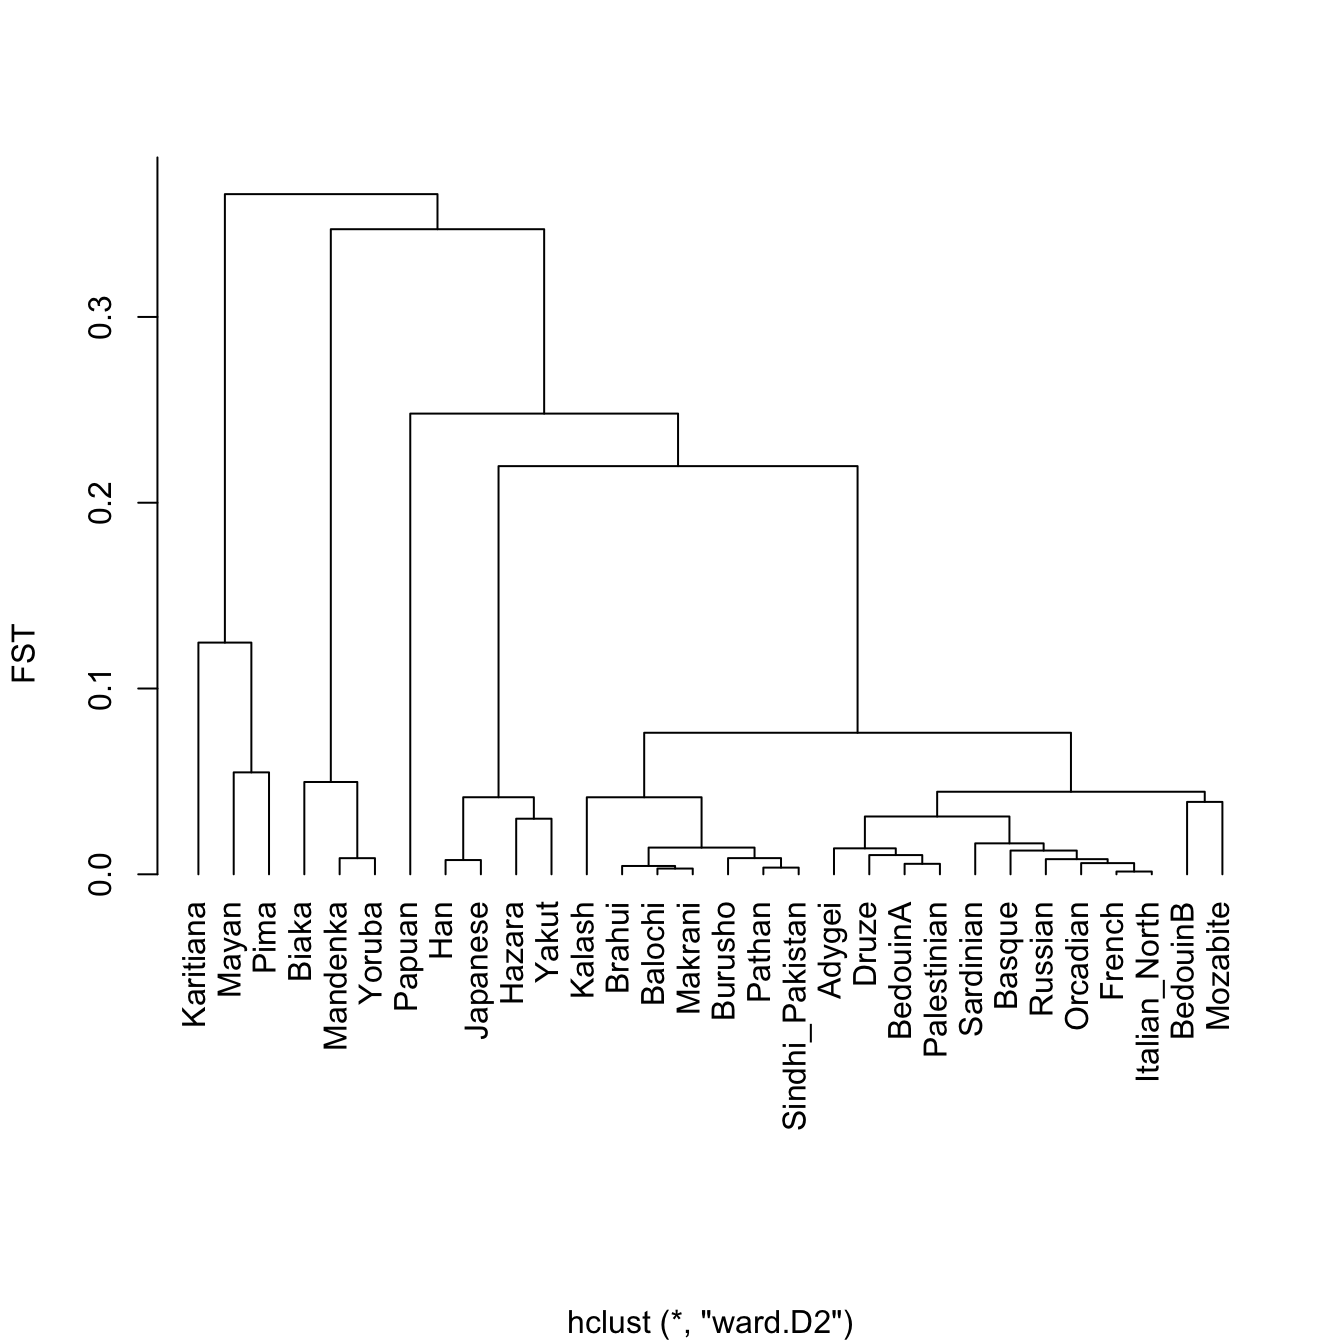 FST
0.3
0.2
0.1
0.0
Karitiana
Mayan
Pima
Biaka
Mandenka
Yoruba
Papuan
Han
Japanese
Hazara
Yakut
Kalash
Brahui
Balochi
Makrani
Burusho
Pathan
Sindhi_Pakistan
Adygei
Druze
BedouinA
Palestinian
Sardinian
Basque
Russian
Orcadian
French
Italian_North
BedouinB
Mozabite
hclust (*, "ward.D2")